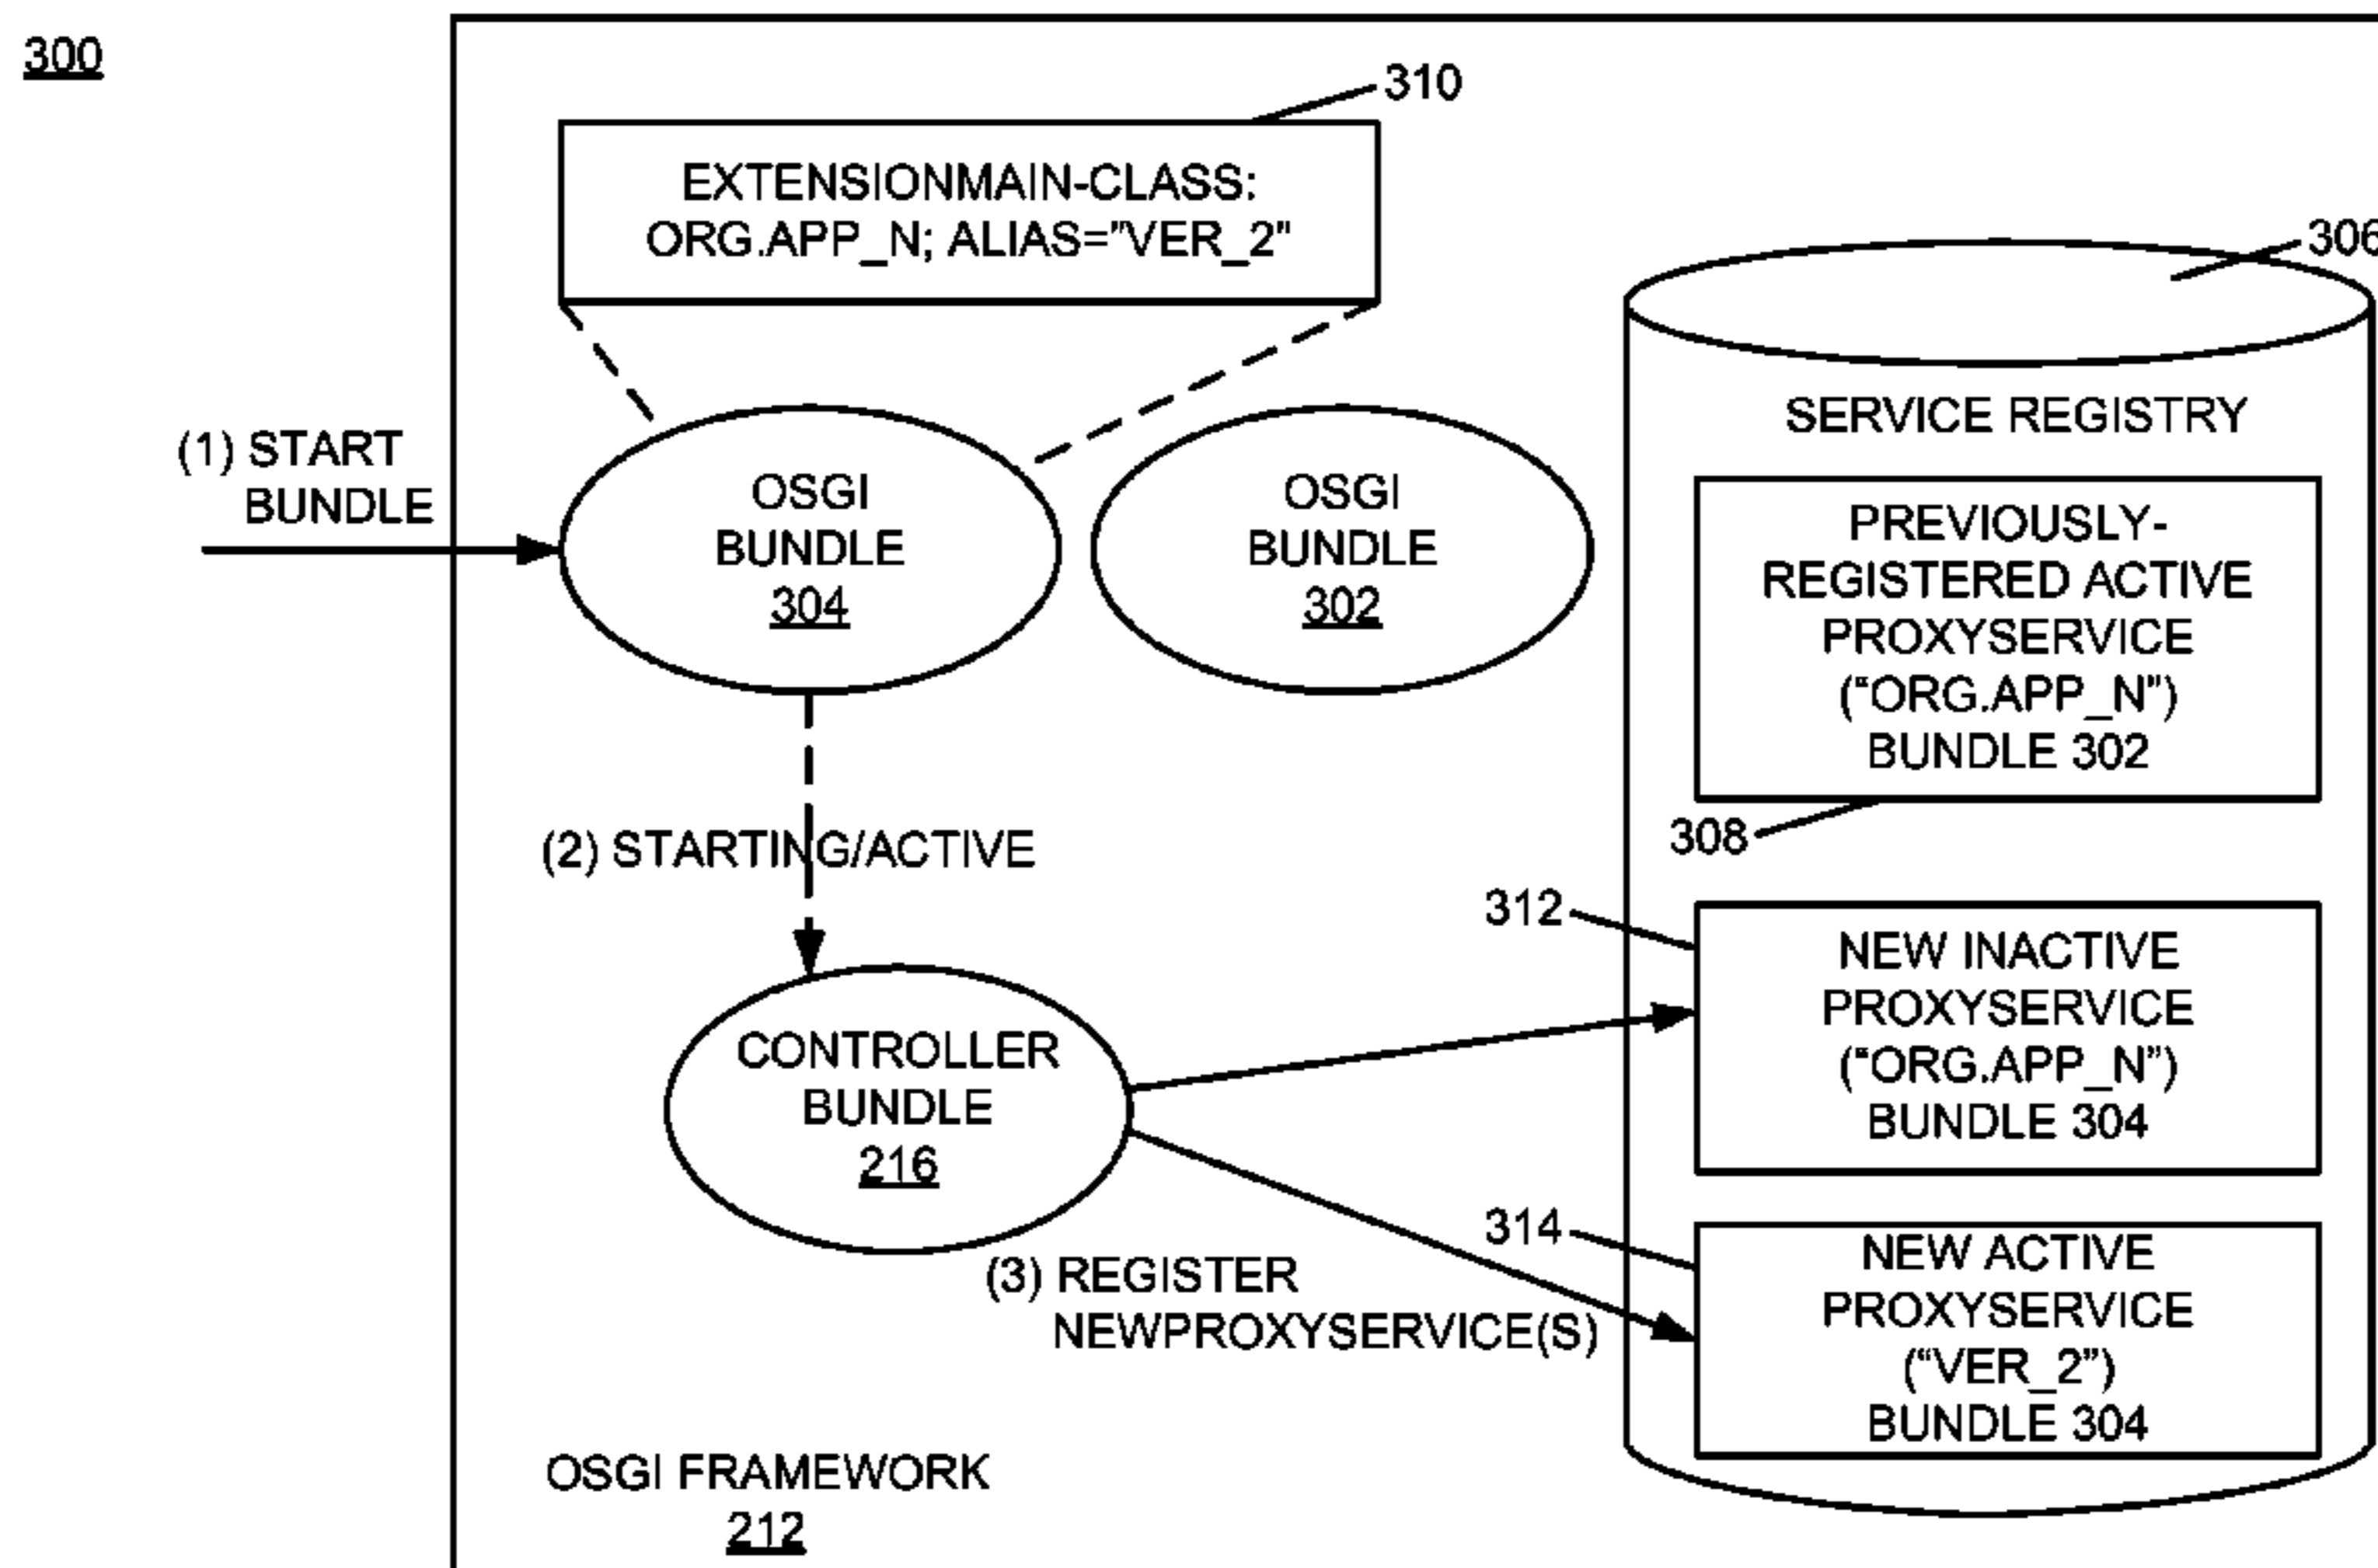 300
310
EXTENSIONMAIN-CLASS:
ORG.APP_N; ALIAS="VER_2"
306
SERVICE REGISTRY
(1) START
BUNDLE
OSGI
BUNDLE
304
OSGI
BUNDLE
302
PREVIOUSLY-
REGISTERED ACTIVE
PROXYSERVICE
(“ORG.APP_N”)
BUNDLE 302
308
(2) STARTING/ACTIVE
312
NEW INACTIVE
PROXYSERVICE
(“ORG.APP_N”)
BUNDLE 304
CONTROLLER
BUNDLE
216
314
NEW ACTIVE
PROXYSERVICE
(“VER_2”)
BUNDLE 304
(3) REGISTER
NEWPROXYSERVICE(S)
OSGI FRAMEWORK
212